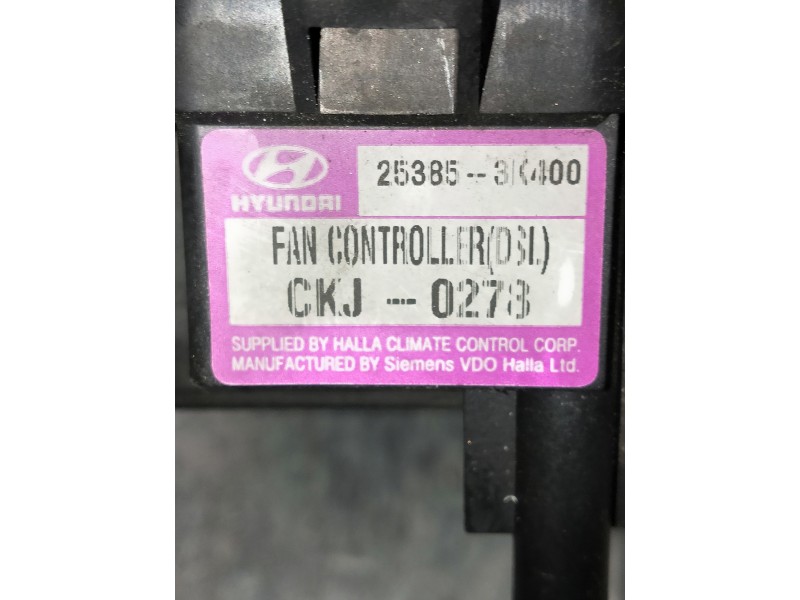 HYUNDAI
25385--3K400
FAN CONTROLLER(DSL)
CKJ --0278
SUPPLIED BY HALLA CLIMATE CONTROL CORP.
MANUFACTURED BY Siemens VDO Halla Ltd.